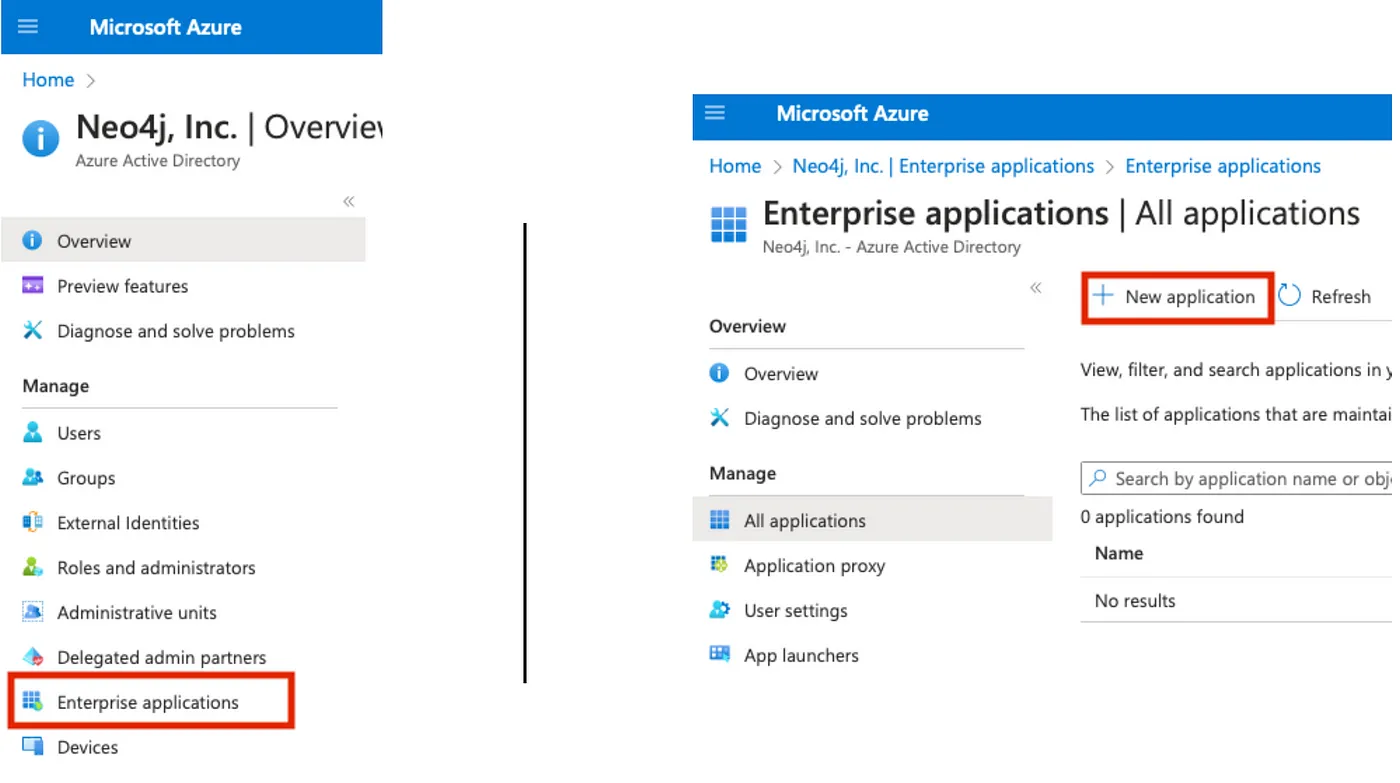 Microsoft Azure
Home >
Neo4j, Inc. | Overview
Azure Active Directory
«
Overview
Preview features
Diagnose and solve problems
Manage
Users
Groups
External Identities
Roles and administrators
Administrative units
Delegated admin partners
Enterprise applications
Devices
Microsoft Azure
Home > Neo4j, Inc. | Enterprise applications > Enterprise applications
Enterprise applications | All applications
Neo4j, Inc. - Azure Active Directory
«
Overview
Overview
Diagnose and solve problems
Manage
All applications
Application proxy
User settings
App launchers
+ New application
Refresh
View, filter, and search applications in y
The list of applications that are maintai
Search by application name or obje
0 applications found
Name
No results